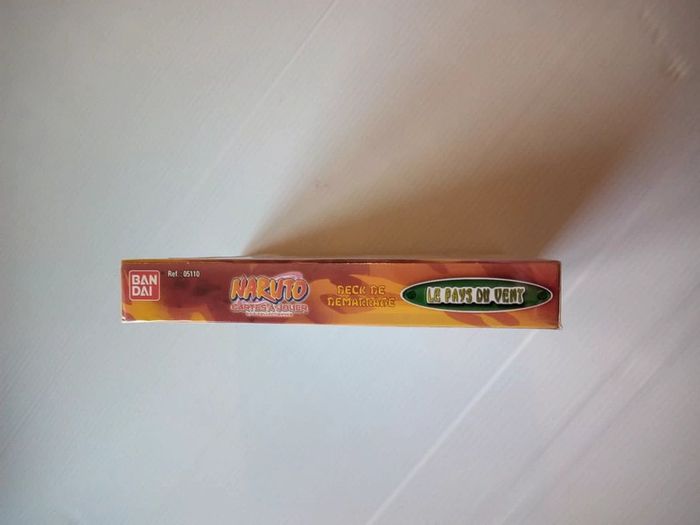 BAN
DAI
Ref. : 05110
NARUTO
CARTES À JOUER
DECK DE
DÉMARRAGE
LE PAYS DU VENT